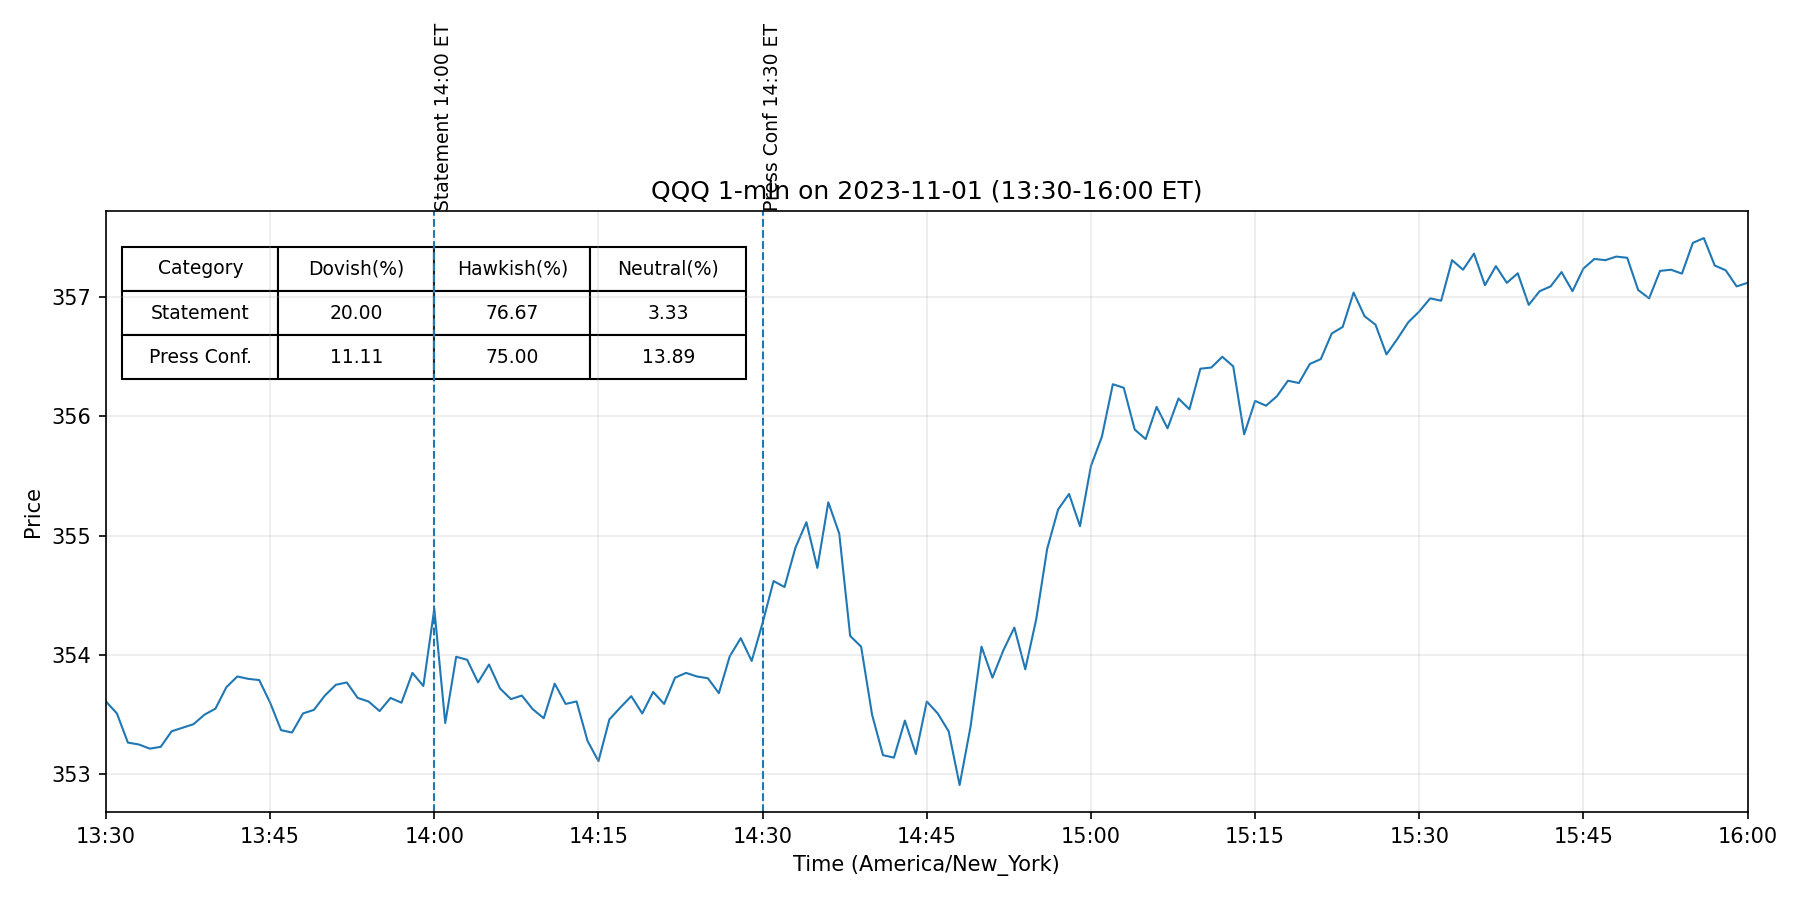 Statement 14:00 ET
Press Conf 14:30 ET
QQQ 1-min on 2023-11-01 (13:30-16:00 ET)
Category Dovish(%) Hawkish(%) Neutral(%)
Statement 20.00 76.67 3.33
Press Conf. 11.11 75.00 13.89
Price
357
356
355
354
353
13:30 13:45 14:00 14:15 14:30 14:45 15:00 15:15 15:30 15:45 16:00
Time (America/New_York)